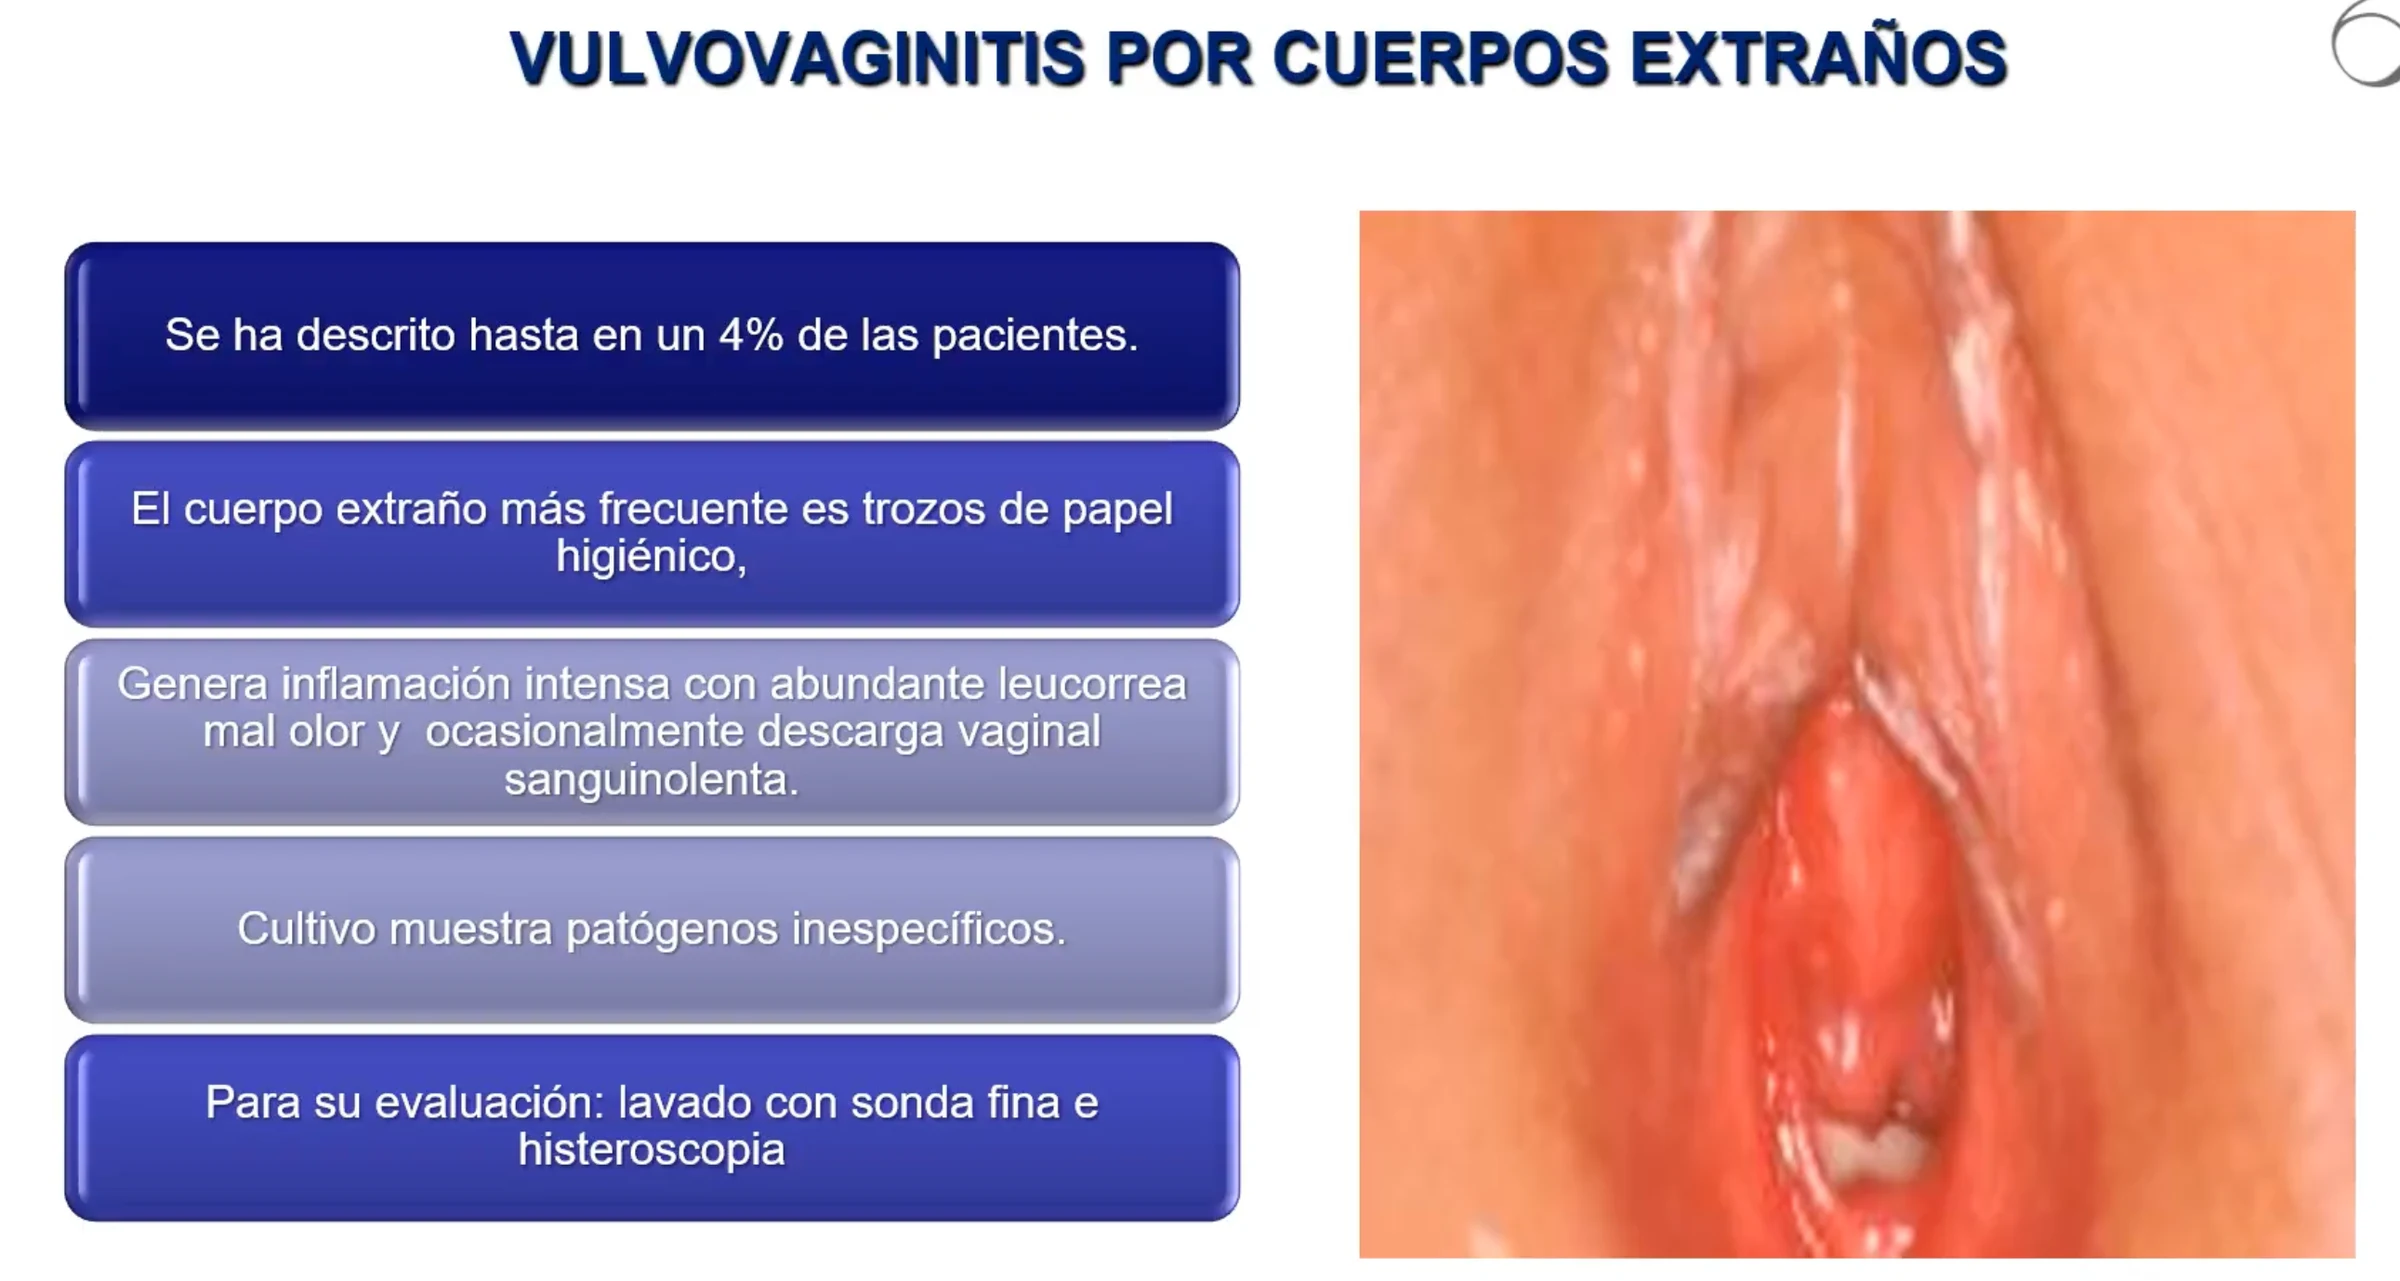 VULVOVAGINITIS POR CUERPOS EXTRAÑOS
Se ha descrito hasta en un 4% de las pacientes.
El cuerpo extraño más frecuente es trozos de papel
higiénico,
Genera inflamación intensa con abundante leucorrea
mal olor y  ocasionalmente descarga vaginal
sanguinolenta.
Cultivo muestra patógenos inespecíficos.
Para su evaluación: lavado con sonda fina e
histeroscopia